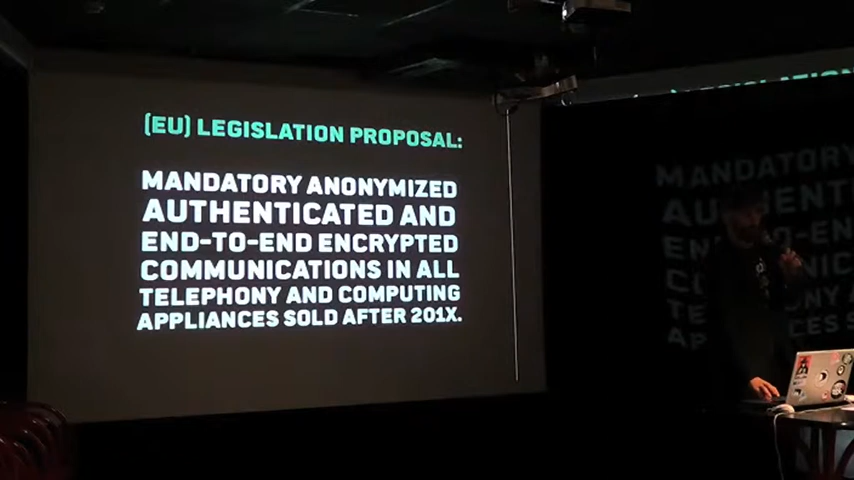 (EU) LEGISLATION PROPOSAL:
MANDATORY ANONYMIZED
AUTHENTICATED AND
END-TO-END ENCRYPTED
COMMUNICATIONS IN ALL
TELEPHONY AND COMPUTING
APPLIANCES SOLD AFTER 201X.